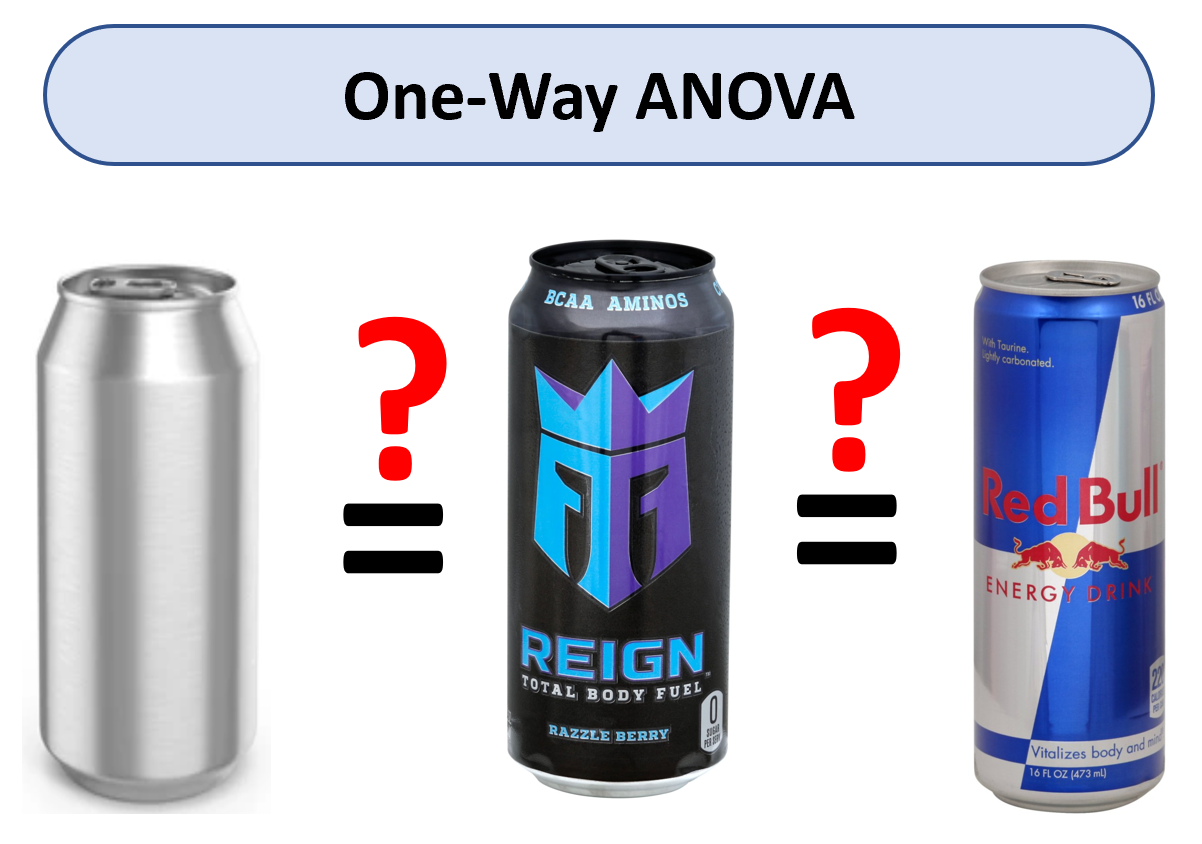 One-Way ANOVA
?
=
BCAA AMINOS
REIGN
TOTAL BODY FUEL
RAZZLE BERRY
0
SUGAR
PER
?
=
16 FL
With Taurine.
Lightly carbonated.
Red Bull
ENERGY DRINK
Vitalizes body and mind
16 FL OZ (473 mL)